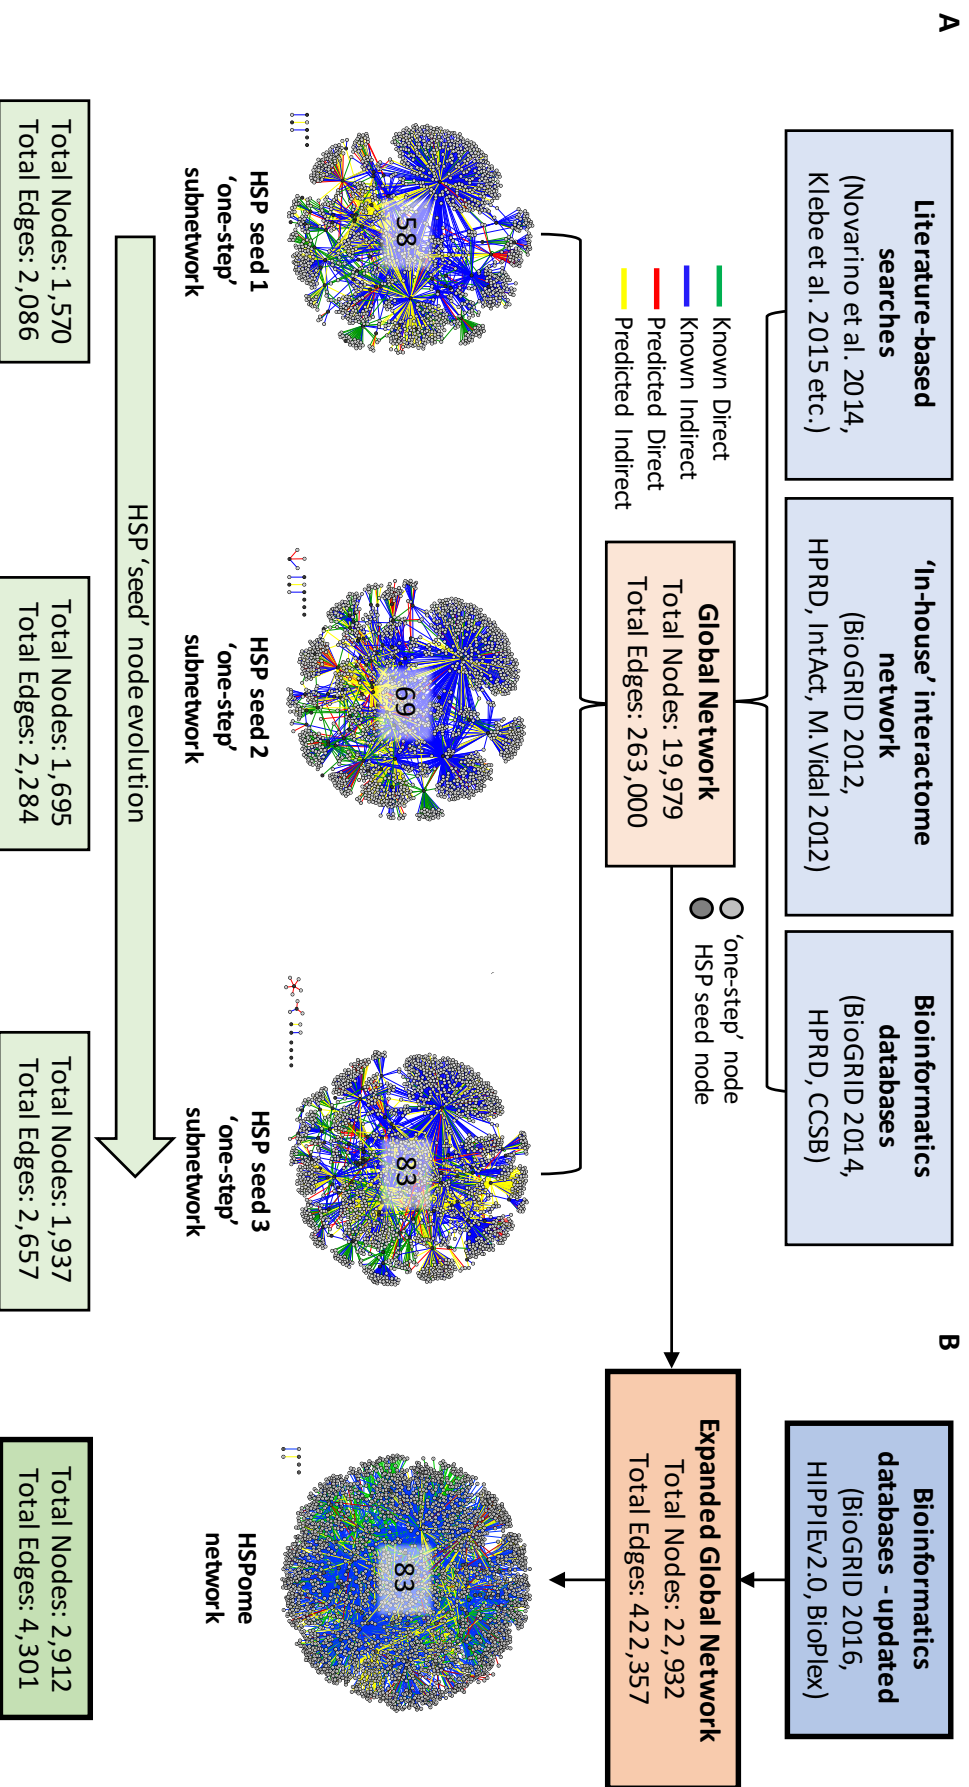 A
Literature-based
searches
(Novarino et al. 2014,
Klebe et al. 2015 etc.)
‘In-house’ interactome
network
(BioGRID 2012,
HPRD, IntAct, M.Vidal 2012)
Bioinformatics
databases
(BioGRID 2014,
HPRD, CCSB)
Known Direct
Known Indirect
Predicted Direct
Predicted Indirect
Global Network
Total Nodes: 19,979
Total Edges: 263,000
‘one-step’ node
HSP seed node
58
69
83
HSP seed 1
‘one-step’
subnetwork
HSP seed 2
‘one-step’
subnetwork
HSP seed 3
‘one-step’
subnetwork
HSP ‘seed’ node evolution
Total Nodes: 1,570
Total Edges: 2,086
Total Nodes: 1,695
Total Edges: 2,284
Total Nodes: 1,937
Total Edges: 2,657
B
Bioinformatics
databases - updated
(BioGRID 2016,
HIPPIEv2.0, BioPlex)
Expanded Global Network
Total Nodes: 22,932
Total Edges: 422,357
83
HSPome
network
Total Nodes: 2,912
Total Edges: 4,301